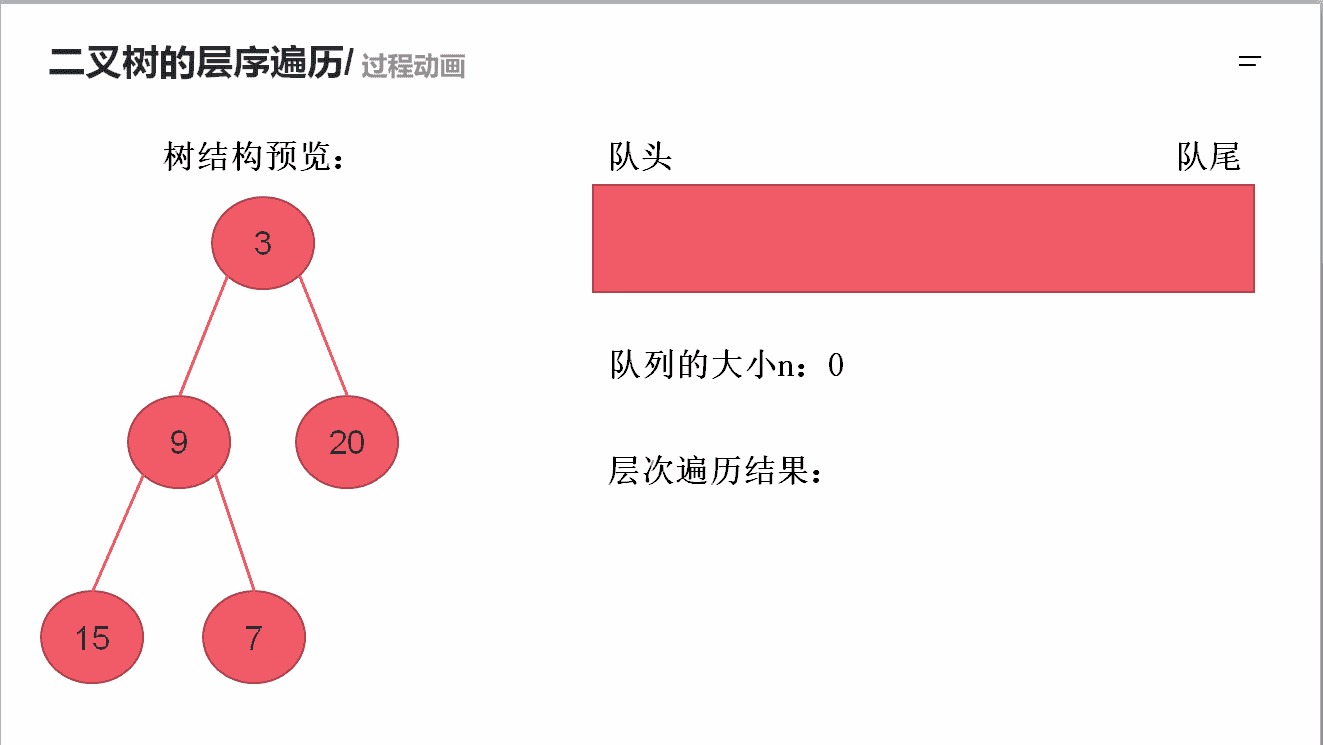 二叉树的层序遍历/ 过程动画
树结构预览：
队头
队尾
3
9
20
15
7
队列的大小n：0
层次遍历结果：